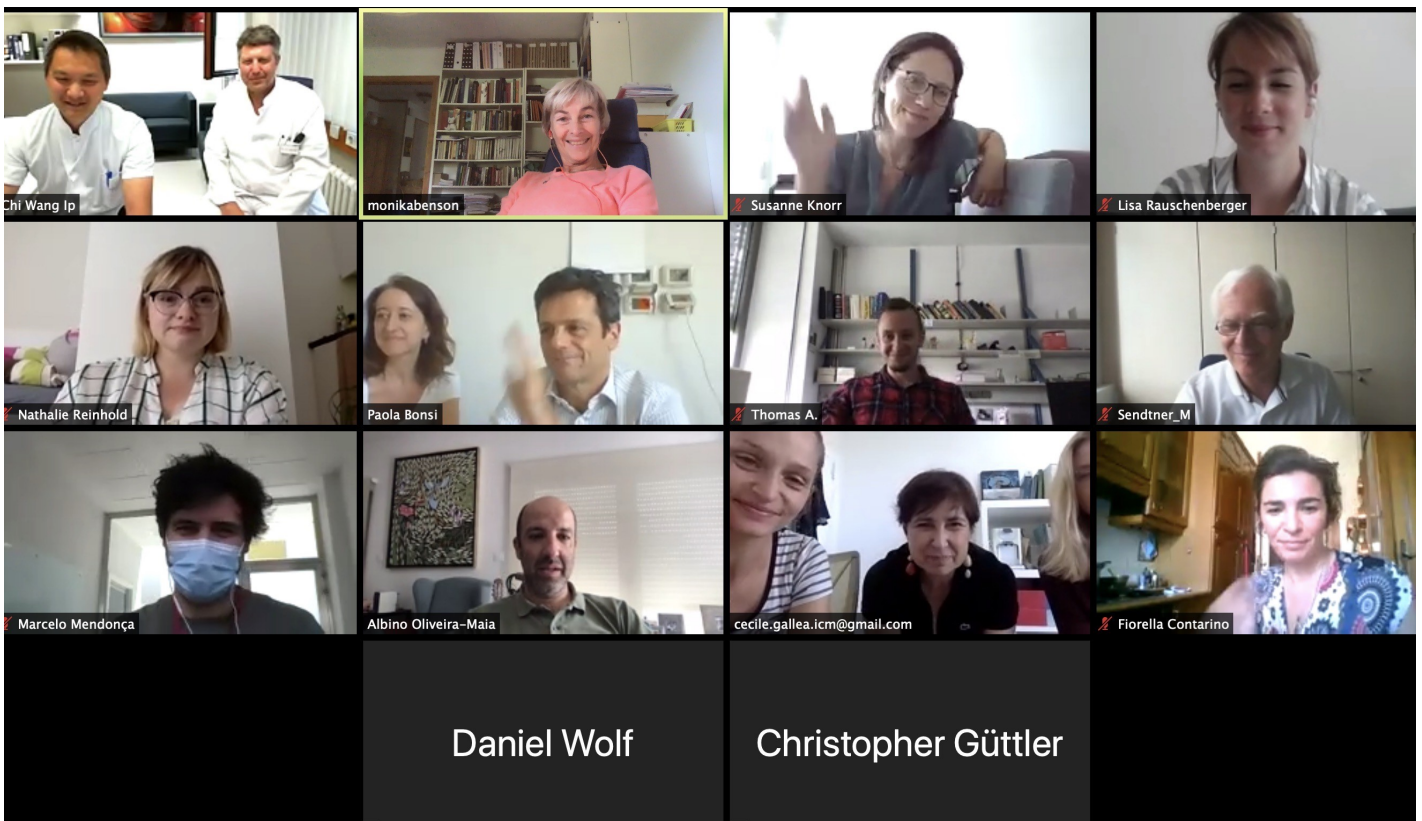 Chi Wang Ip
monikabenson
Susanne Knorr
Lisa Rauschenberger
Nathalie Reinhold
Paola Bonsi
Thomas A.
Sendtner_M
Marcelo Mendonça
Albino Oliveira-Maia
cecile.gallea.icm@gmail.com
Fiorella Contarino
Daniel Wolf
Christopher Güttler